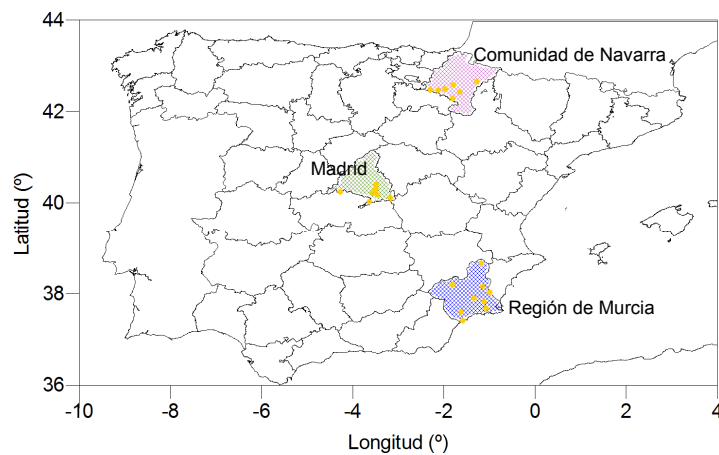 44
Comunidad de Navarra
42
Madrid
40
Latitud (º)
38
Región de Murcia
36
-10 -8 -6 -4 -2 0 2 4
Longitud (º)